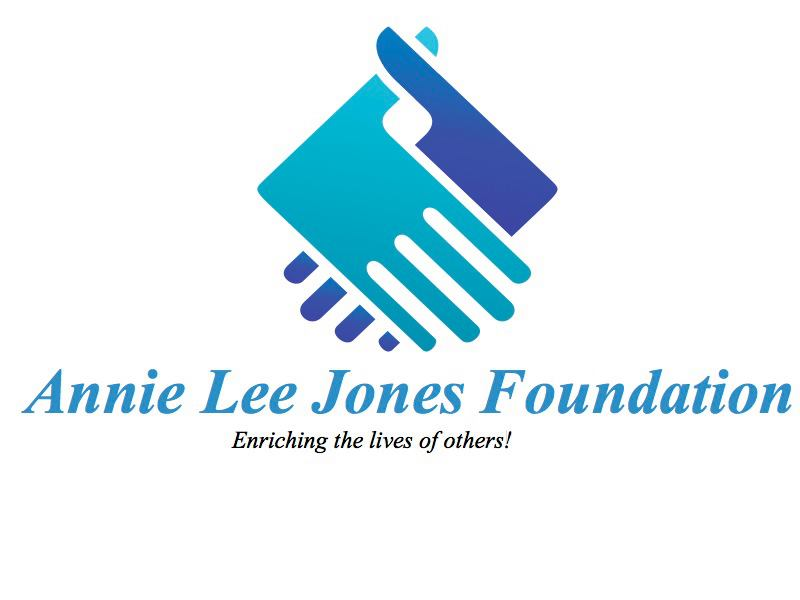 Annie Lee Jones Foundation
Enriching the lives of others!